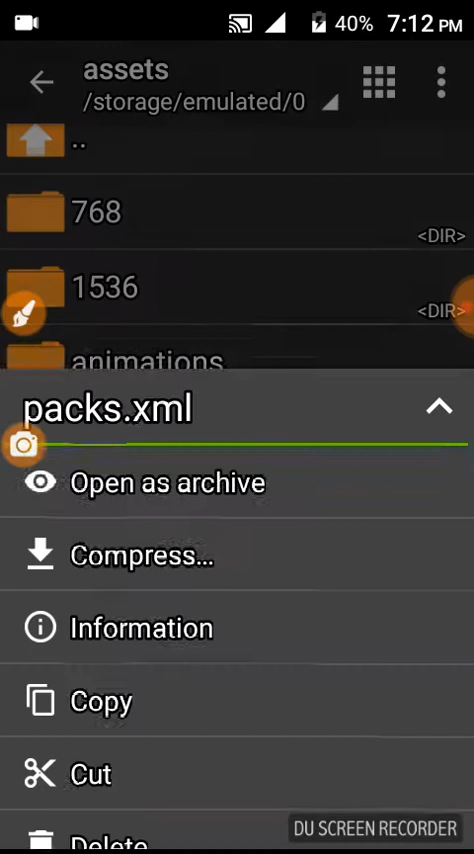 40% 7:12 PM
assets
/storage/emulated/0
..
768
<DIR>
1536
<DIR>
animations
packs.xml
Open as archive
Compress...
Information
Copy
Cut
Delete
DU SCREEN RECORDER